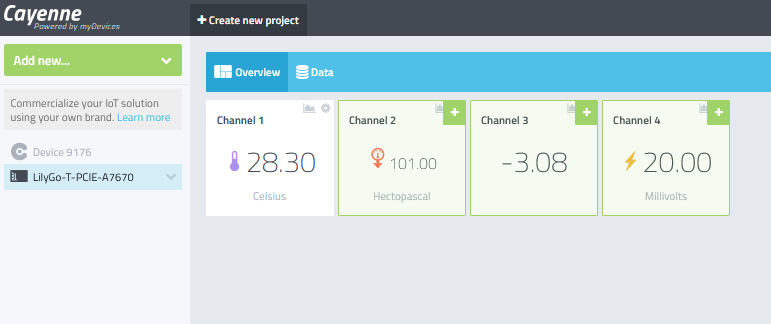 Cayenne
Powered by myDevices
+ Create new project
Add new...
Commercialize your IoT solution
using your own brand. Learn more
Device 9176
LilyGo-T-PCIE-A7670
Overview
Data
Channel 1
28.30
Celsius
Channel 2
101.00
Hectopascal
Channel 3
-3.08
Channel 4
20.00
Millivolts